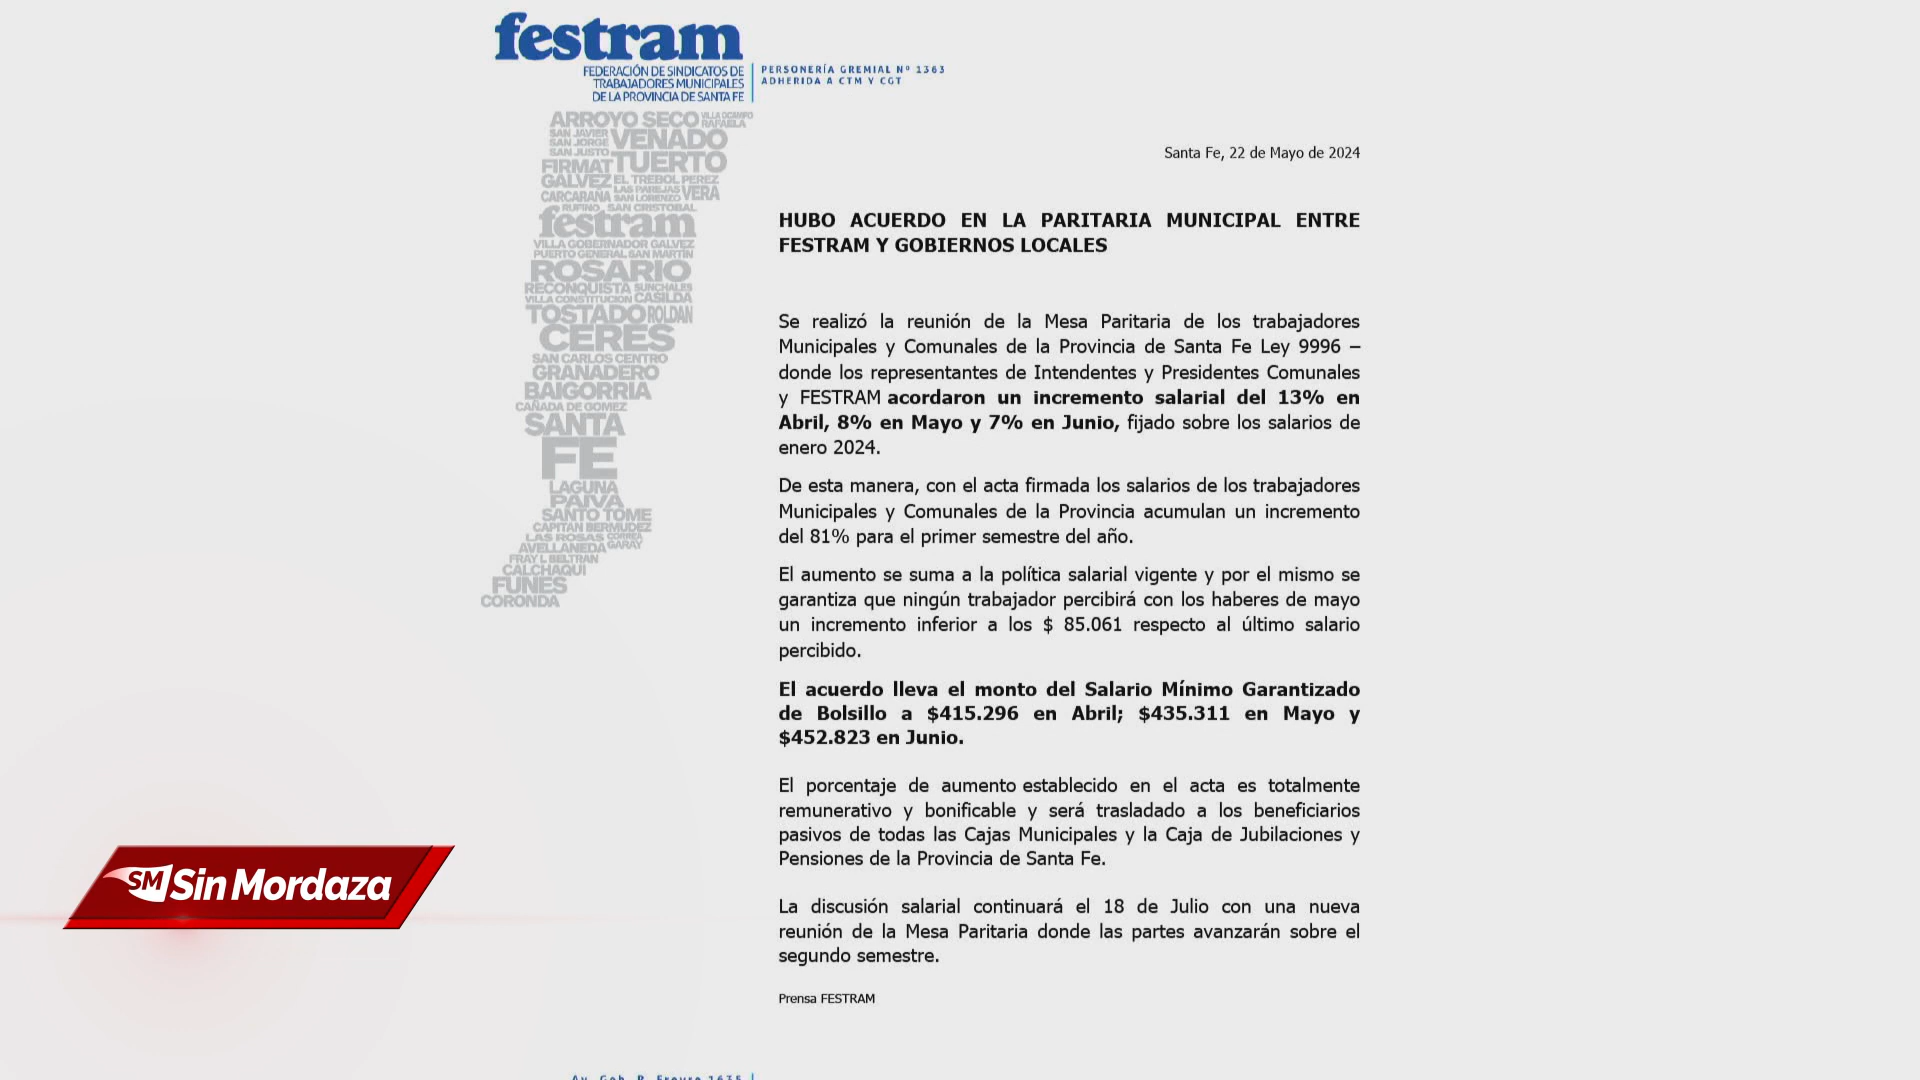 festram
FEDERACIÓN DE SINDICATOS DE
TRABAJADORES MUNICIPALES
DE LA PROVINCIA DE SANTA FE
PERSONERÍA GREMIAL Nº 1363
ADHERIDA A CTM Y CGT
ARROYO SECO VILLA OCAMPO
RAFAELA
SAN JAVIER
SAN JORGE
SAN JUSTO
VENADO
TUERTO
FIRMAT
GALVEZ EL TREBOL PEREZ
CARCARAÑA LAS PAREJAS
SAN LORENZO VERA
RUFINO SAN CRISTOBAL
festram
VILLA GOBERNADOR GALVEZ
PUERTO GENERAL SAN MARTIN
ROSARIO
RECONQUISTA SUNCHALES
VILLA CONSTITUCION CASILDA
TOSTADO ROLDAN
CERES
SAN CARLOS CENTRO
GRANADERO
BAIGORRIA
CAÑADA DE GOMEZ
SANTA
FE
LAGUNA
PAIVA
SANTO TOME
CAPITAN BERMUDEZ
LAS ROSAS CORREA
AVELLANEDA GARAY
FRAY L BELTRAN
CALCHAQUI
FUNES
CORONDA
Santa Fe, 22 de Mayo de 2024
HUBO ACUERDO EN LA PARITARIA MUNICIPAL ENTRE
FESTRAM Y GOBIERNOS LOCALES
Se realizó la reunión de la Mesa Paritaria de los trabajadores
Municipales y Comunales de la Provincia de Santa Fe Ley 9996 –
donde los representantes de Intendentes y Presidentes Comunales
y FESTRAM acordaron un incremento salarial del 13% en
Abril, 8% en Mayo y 7% en Junio, fijado sobre los salarios de
enero 2024.
De esta manera, con el acta firmada los salarios de los trabajadores
Municipales y Comunales de la Provincia acumulan un incremento
del 81% para el primer semestre del año.
El aumento se suma a la política salarial vigente y por el mismo se
garantiza que ningún trabajador percibirá con los haberes de mayo
un incremento inferior a los $ 85.061 respecto al último salario
percibido.
El acuerdo lleva el monto del Salario Mínimo Garantizado
de Bolsillo a $415.296 en Abril; $435.311 en Mayo y
$452.823 en Junio.
El porcentaje de aumento establecido en el acta es totalmente
remunerativo y bonificable y será trasladado a los beneficiarios
pasivos de todas las Cajas Municipales y la Caja de Jubilaciones y
Pensiones de la Provincia de Santa Fe.
La discusión salarial continuará el 18 de Julio con una nueva
reunión de la Mesa Paritaria donde las partes avanzarán sobre el
segundo semestre.
Prensa FESTRAM
SM Sin Mordaza